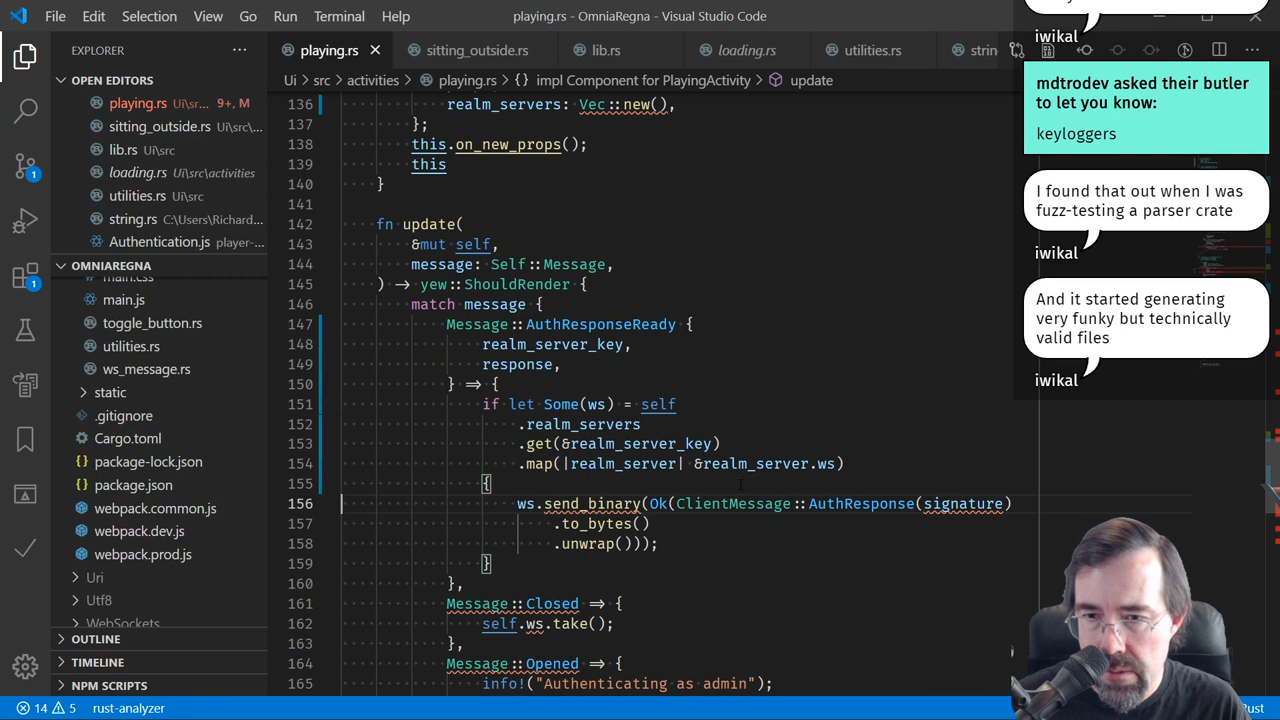 File Edit Selection View Go Run Terminal Help
playing.rs - OmniaRegna - Visual Studio Code
EXPLORER
OPEN EDITORS
playing.rs Ui\sr... 9+, M
sitting_outside.rs Ui\src\a...
lib.rs Ui\src
loading.rs Ui\src\activities
utilities.rs Ui\src
string.rs C:\Users\Richard...
Authentication.js player-...
OMNIAREGNA
main.css
main.js
toggle_button.rs
utilities.rs
ws_message.rs
static
.gitignore
Cargo.toml
package-lock.json
package.json
webpack.common.js
webpack.dev.js
webpack.prod.js
Uri
Utf8
WebSockets
OUTLINE
TIMELINE
NPM SCRIPTS
1
1
playing.rs
sitting_outside.rs
lib.rs
loading.rs
utilities.rs
strin
Ui > src > activities > playing.rs > {} impl Component for PlayingActivity > update
136 realm_servers: Vec::new(),
137 };
138 this.on_new_props();
139 this
140 }
141
142 fn update(
143 &mut self,
144 message: Self::Message,
145 ) -> yew::ShouldRender {
146 match message {
147 Message::AuthResponseReady {
148 realm_server_key,
149 response,
150 } => {
151 if let Some(ws) = self
152 .realm_servers
153 .get(&realm_server_key)
154 .map(|realm_server| &realm_server.ws)
155 {
156 ws.send_binary(Ok(ClientMessage::AuthResponse(signature)
157 .to_bytes()
158 .unwrap()));
159 }
160 },
161 Message::Closed => {
162 self.ws.take();
163 },
164 Message::Opened => {
165 info!("Authenticating as admin");
iwikal
mdtrodev asked their butler
to let you know:
keyloggers
I found that out when I was
fuzz-testing a parser crate
iwikal
And it started generating
very funky but technically
valid files
iwikal
14 5 rust-analyzer
Rust